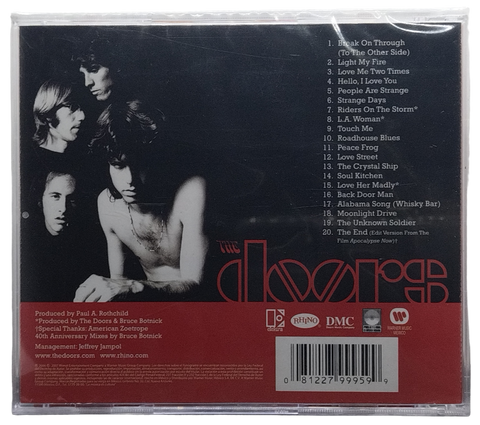 1. Break On Through
(To The Other Side)
2. Light My Fire
3. Love Me Two Times
4. Hello, I Love You
5. People Are Strange
6. Strange Days
7. Riders On The Storm*
8. L.A. Woman*
9. Touch Me
10. Roadhouse Blues
11. Peace Frog
12. Love Street
13. The Crystal Ship
14. Soul Kitchen
15. Love Her Madly*
16. Back Door Man
17. Alabama Song (Whisky Bar)
18. Moonlight Drive
19. The Unknown Soldier
20. The End (Edit Version From The
Film Apocalypse Now)†
THE
doors
Produced by Paul A. Rothchild
*Produced by The Doors & Bruce Botnick
†Special Thanks: American Zoetrope
40th Anniversary Mixes by Bruce Botnick
Management: Jeffrey Jampol
www.thedoors.com www.rhino.com
elektra
RHINO
DMC
WARNER MUSIC
MEXICO
0 81227 99959 9